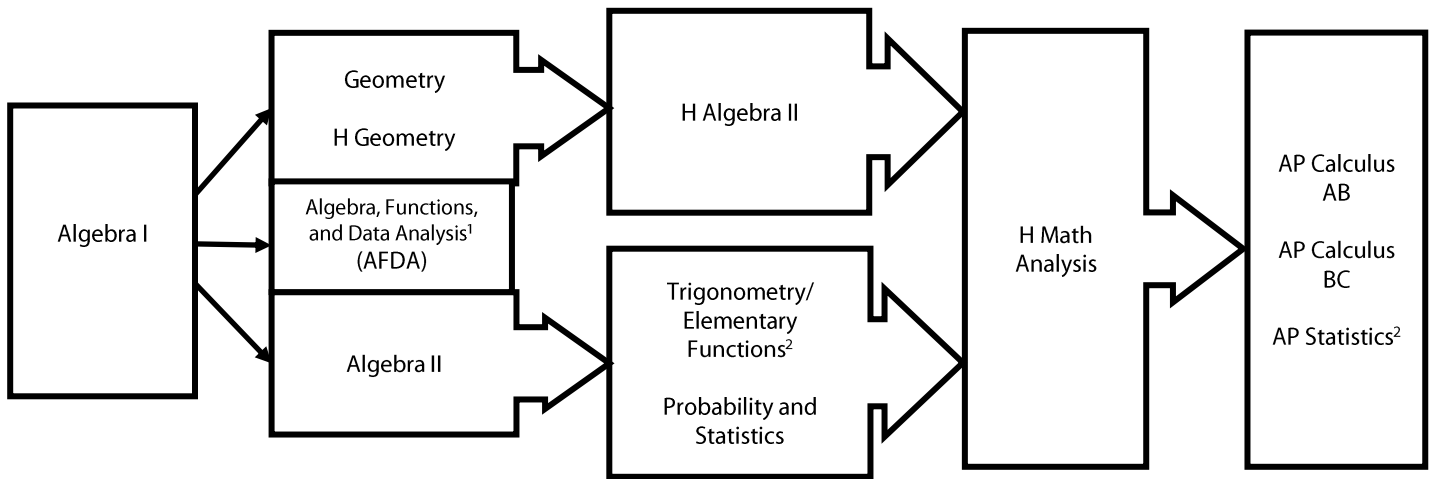 Algebra I
Geometry
H Geometry
Algebra, Functions,
and Data Analysis¹
(AFDA)
Algebra II
H Algebra II
Trigonometry/
Elementary
Functions²
Probability and
Statistics
H Math
Analysis
AP Calculus
AB
AP Calculus
BC
AP Statistics²